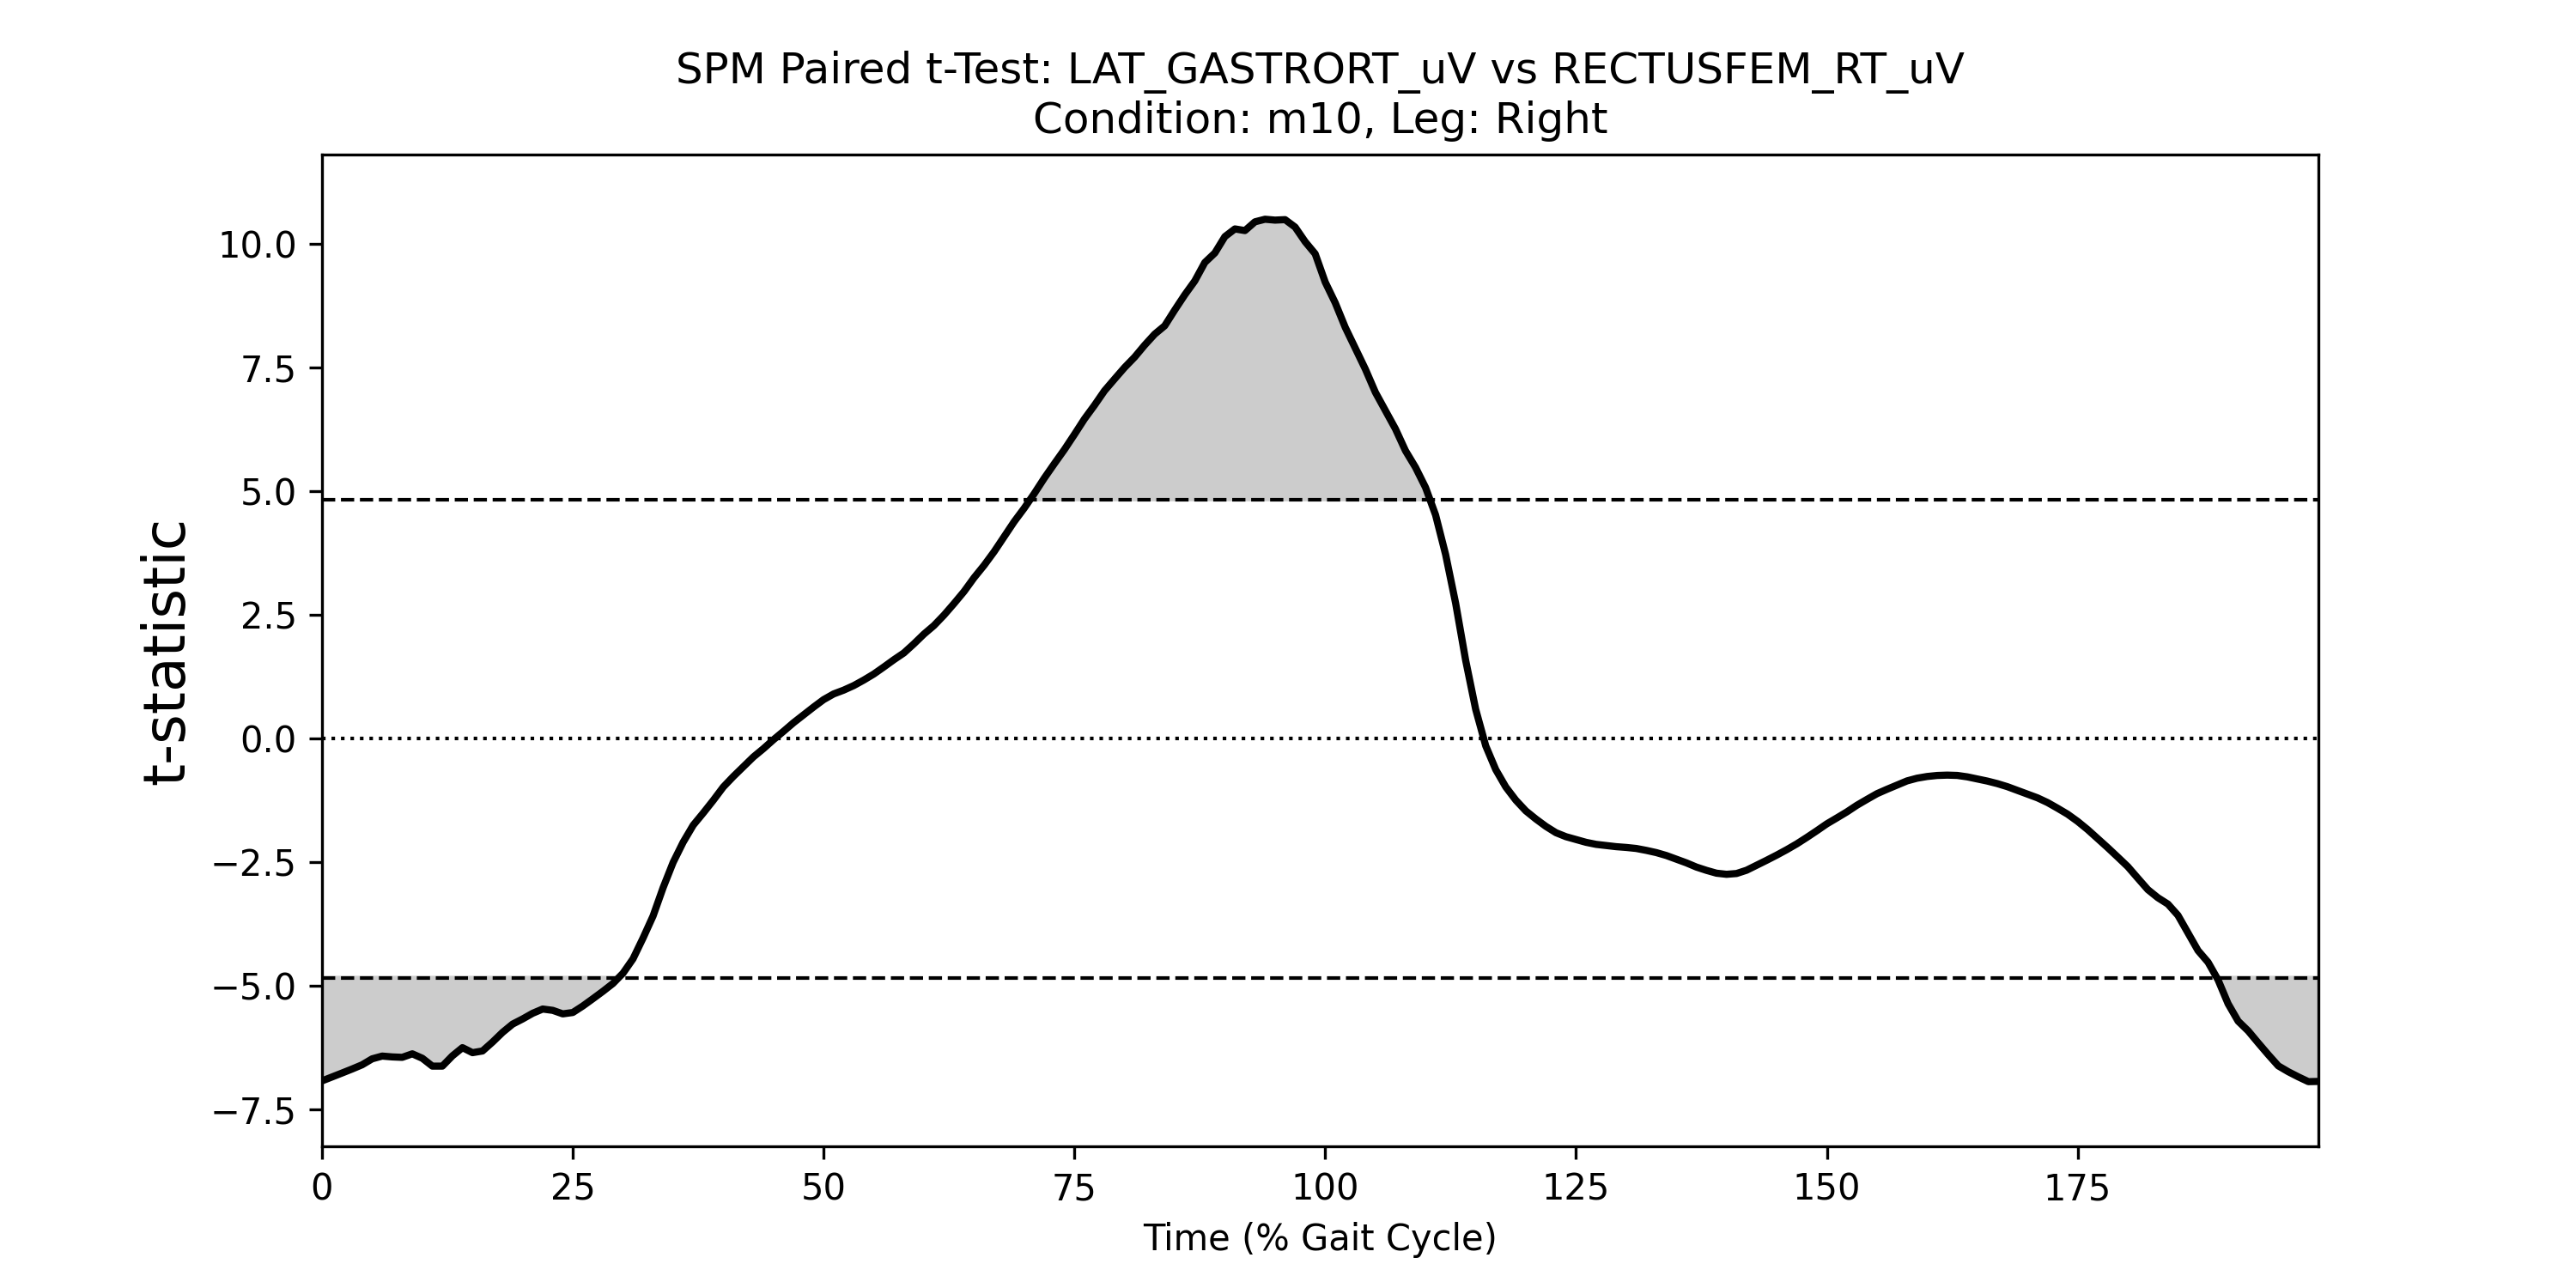 SPM Paired t-Test: LAT_GASTRORT_uV vs RECTUSFEM_RT_uV
Condition: m10, Leg: Right
10.0
7.5
5.0
2.5
0.0
−2.5
−5.0
−7.5
t-statistic
0 25 50 75 100 125 150 175
Time (% Gait Cycle)